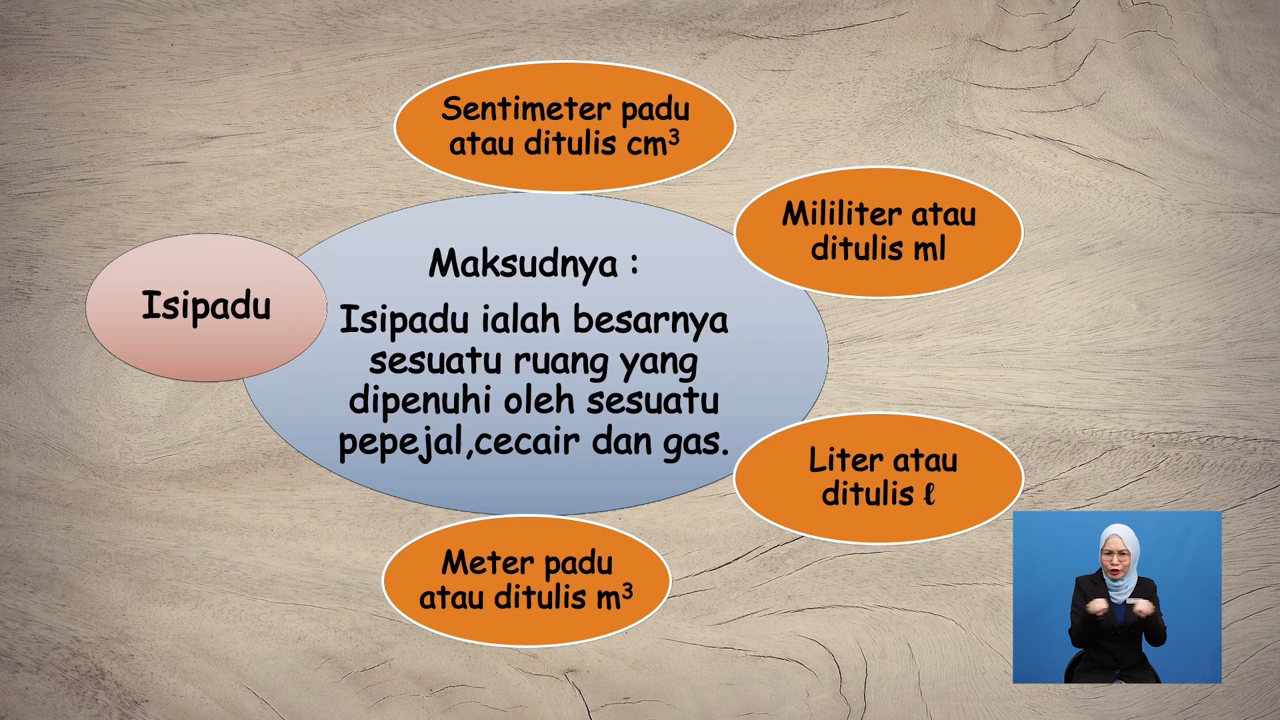 Sentimeter padu
atau ditulis cm³
Mililiter atau
ditulis ml
Isipadu
Maksudnya :
Isipadu ialah besarnya
sesuatu ruang yang
dipenuhi oleh sesuatu
pepejal,cecair dan gas.
Liter atau
ditulis ℓ
Meter padu
atau ditulis m³